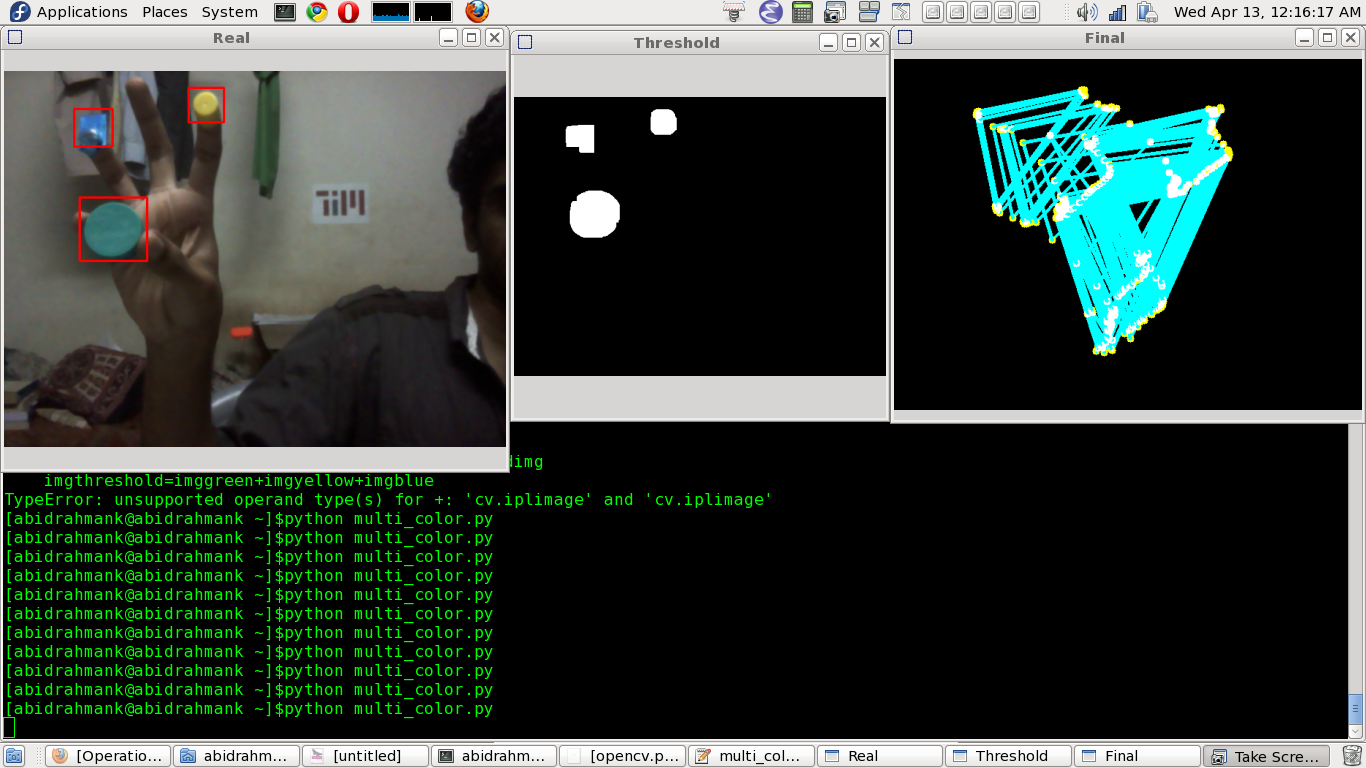 Applications Places System Wed Apr 13, 12:16:17 AM
Real
Threshold
Final
img
imgthreshold=imggreen+imgyellow+imgblue
TypeError: unsupported operand type(s) for +: 'cv.iplimage' and 'cv.iplimage'
[abidrahmank@abidrahmank ~]$python multi_color.py
[abidrahmank@abidrahmank ~]$python multi_color.py
[abidrahmank@abidrahmank ~]$python multi_color.py
[abidrahmank@abidrahmank ~]$python multi_color.py
[abidrahmank@abidrahmank ~]$python multi_color.py
[abidrahmank@abidrahmank ~]$python multi_color.py
[abidrahmank@abidrahmank ~]$python multi_color.py
[abidrahmank@abidrahmank ~]$python multi_color.py
[abidrahmank@abidrahmank ~]$python multi_color.py
[abidrahmank@abidrahmank ~]$python multi_color.py
[abidrahmank@abidrahmank ~]$python multi_color.py
[Operatio... abidrahm... [untitled] abidrahm... [opencv.p... multi_col... Real Threshold Final Take Scre...